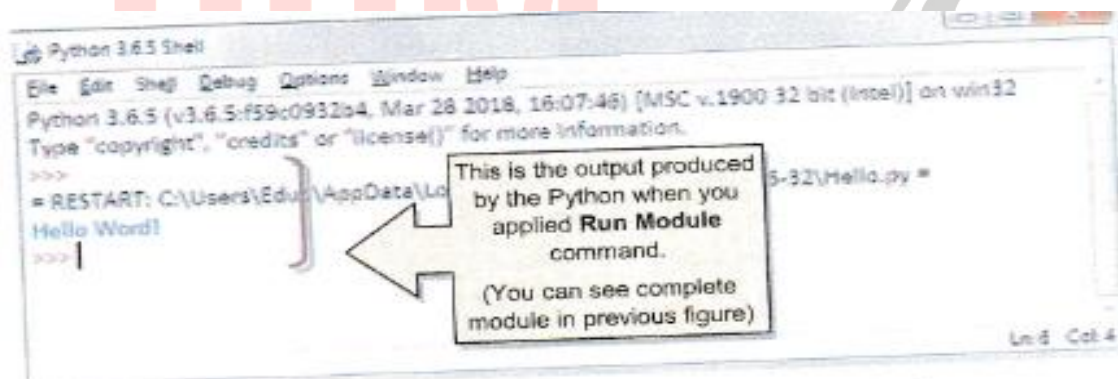 Python 3.6.5 Shell
File Edit Shell Debug Options Window Help
Python 3.6.5 (v3.6.5:f59c0932b4, Mar 28 2018, 16:07:46) [MSC v.1900 32 bit (Intel)] on win32
Type "copyright", "credits" or "license()" for more information.
>>>
= RESTART: C:\Users\Edup\AppData\Lo 6-32\Hello.py =
Hello Word!
>>>
This is the output produced
by the Python when you
applied Run Module
command.
(You can see complete
module in previous figure)
Ln: 6 Col: 4